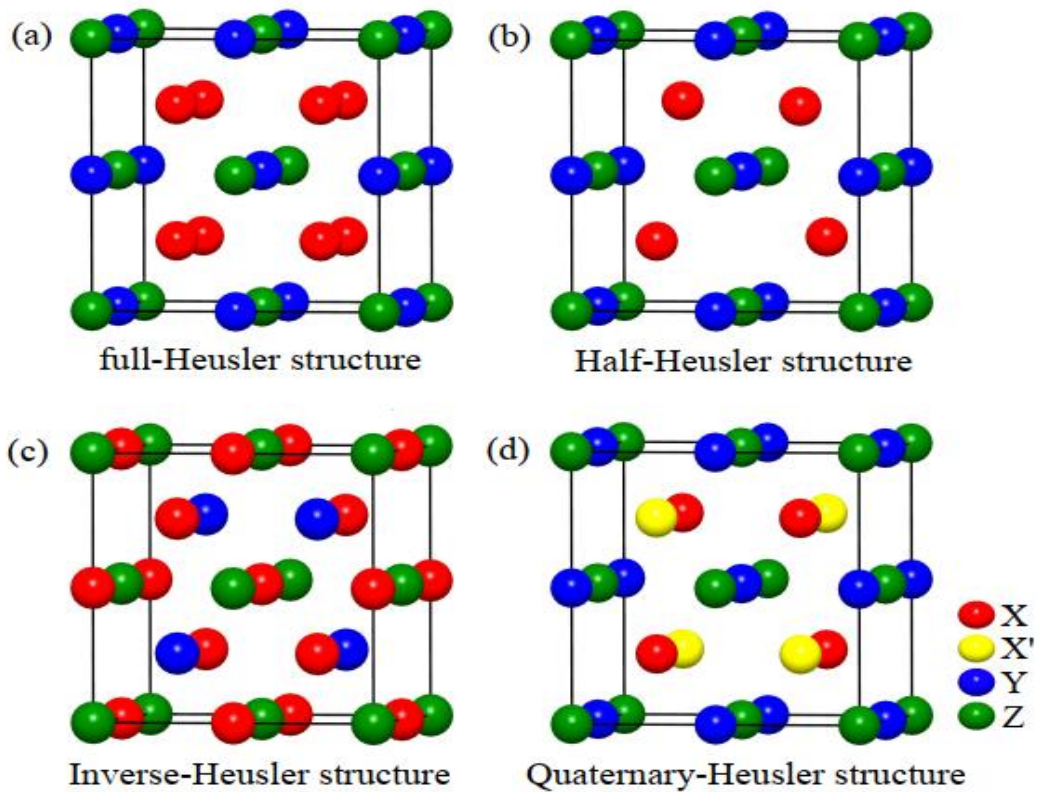 (a)
(b)
full-Heusler structure
Half-Heusler structure
(c)
(d)
X
X'
Y
Z
Inverse-Heusler structure
Quaternary-Heusler structure